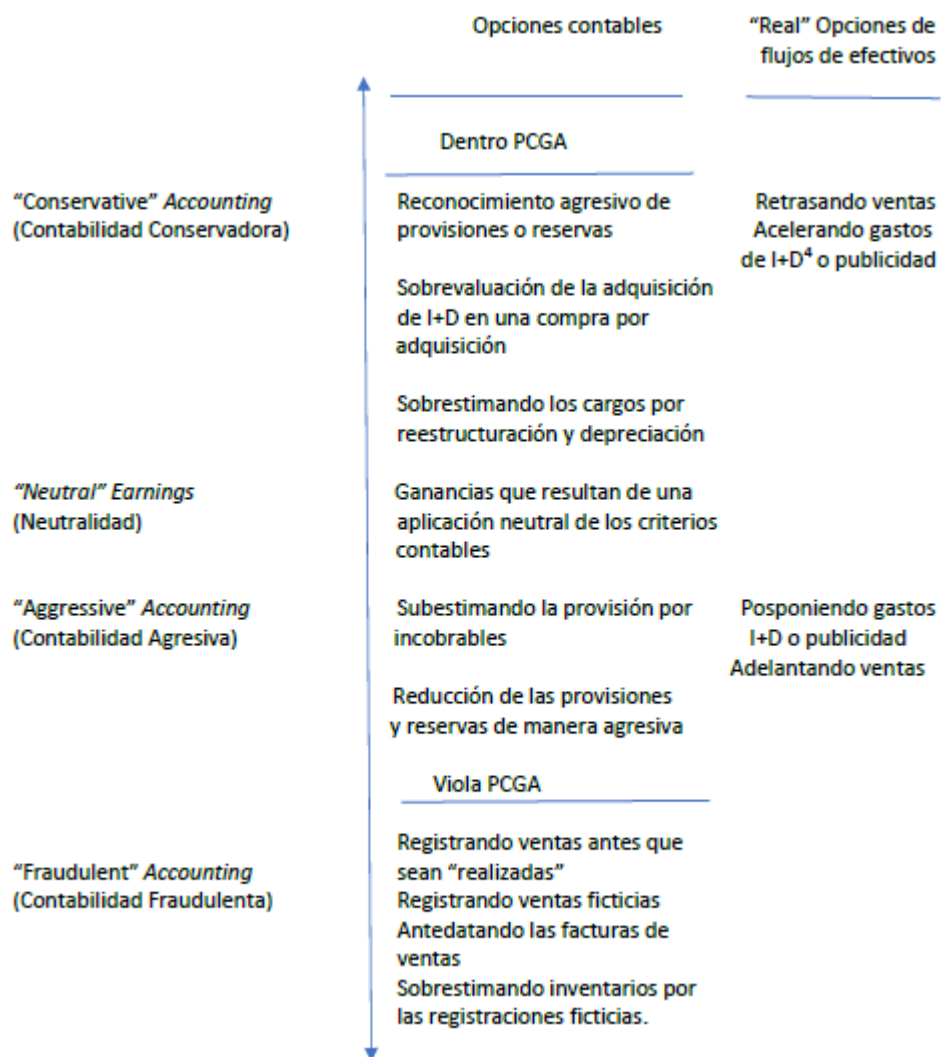 Opciones contables
"Real" Opciones de
flujos de efectivos
Dentro PCGA
"Conservative" Accounting
(Contabilidad Conservadora)
Reconocimiento agresivo de
provisiones o reservas
Retrasando ventas
Acelerando gastos
de I+D⁴ o publicidad
Sobrevaluación de la adquisición
de I+D en una compra por
adquisición
Sobrestimando los cargos por
reestructuración y depreciación
"Neutral" Earnings
(Neutralidad)
Ganancias que resultan de una
aplicación neutral de los criterios
contables
"Aggressive" Accounting
(Contabilidad Agresiva)
Subestimando la provisión por
incobrables
Posponiendo gastos
I+D o publicidad
Adelantando ventas
Reducción de las provisiones
y reservas de manera agresiva
Viola PCGA
"Fraudulent" Accounting
(Contabilidad Fraudulenta)
Registrando ventas antes que
sean "realizadas"
Registrando ventas ficticias
Antedatando las facturas de
ventas
Sobrestimando inventarios por
las registraciones ficticias.